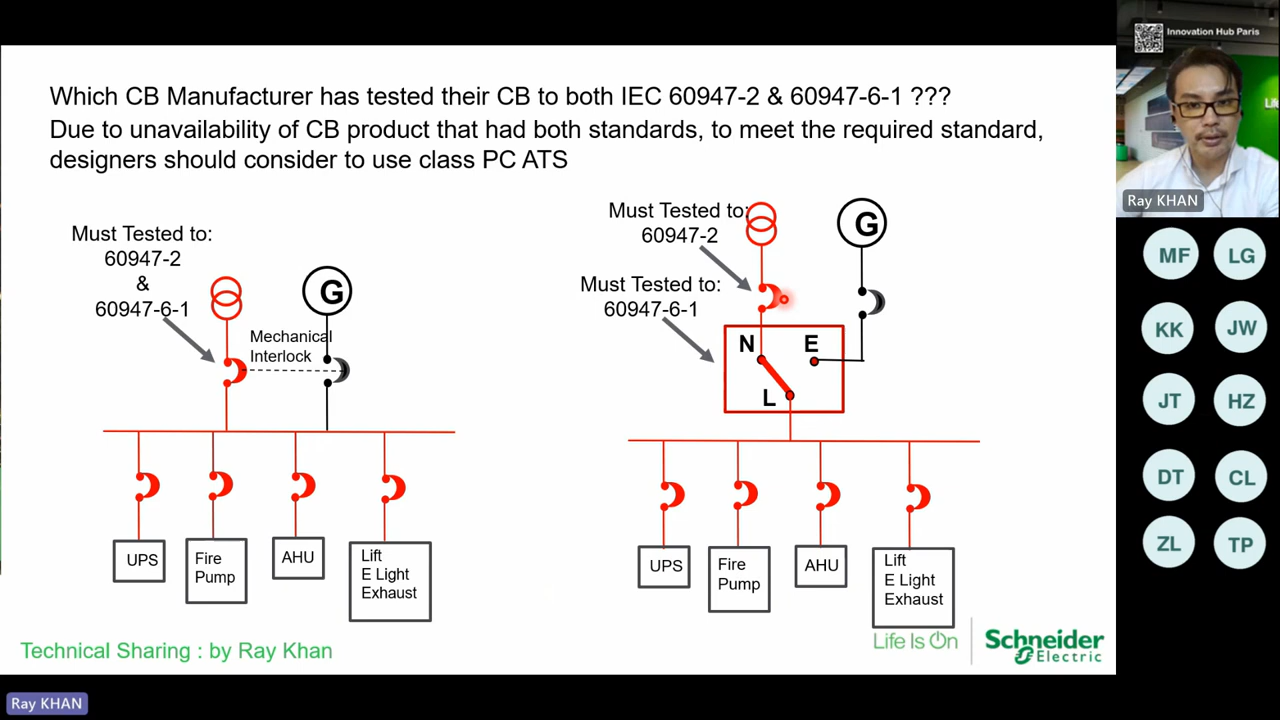 Innovation Hub Paris
Which CB Manufacturer has tested their CB to both IEC 60947-2 & 60947-6-1 ???
Due to unavailability of CB product that had both standards, to meet the required standard,
designers should consider to use class PC ATS
Must Tested to:
60947-2
&
60947-6-1
G
Mechanical
Interlock
UPS
Fire
Pump
AHU
Lift
E Light
Exhaust
Must Tested to:
60947-2
Must Tested to:
60947-6-1
G
N
E
L
UPS
Fire
Pump
AHU
Lift
E Light
Exhaust
Technical Sharing : by Ray Khan
Life Is On
Schneider
Electric
Ray KHAN
MF
LG
KK
JW
JT
HZ
DT
CL
ZL
TP
Ray KHAN